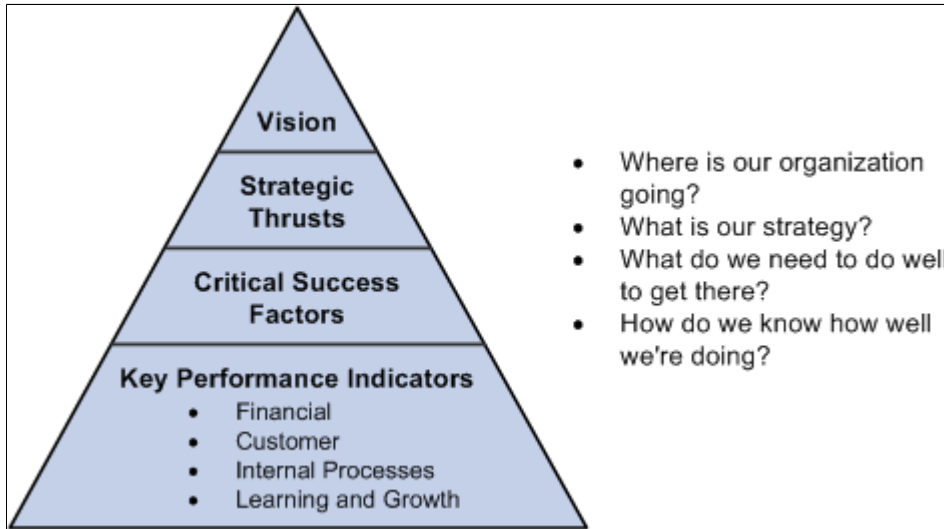 Vision
Strategic
Thrusts
Critical Success
Factors
Key Performance Indicators
• Financial
• Customer
• Internal Processes
• Learning and Growth
• Where is our organization
going?
• What is our strategy?
• What do we need to do well
to get there?
• How do we know how well
we're doing?